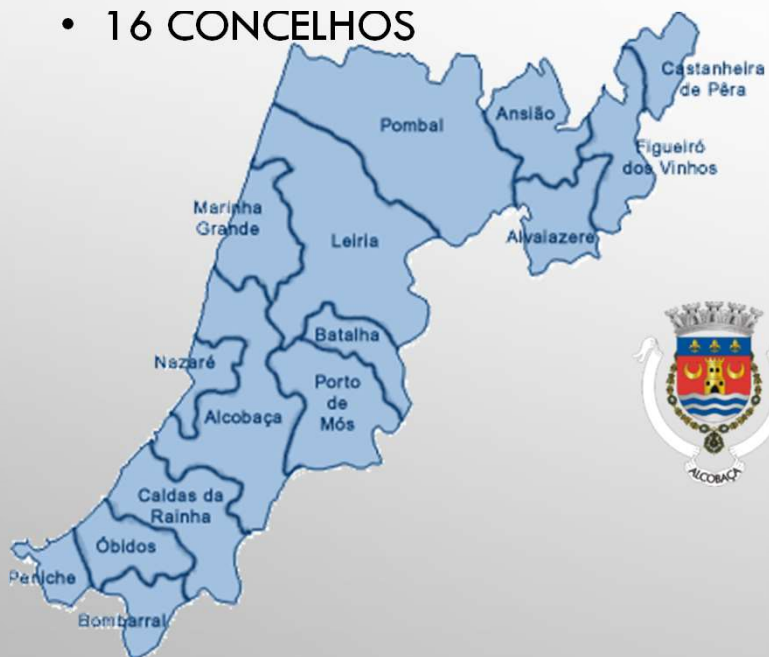 • 16 CONCELHOS
Castanheira
de Pêra
Ansião
Pombal
Figueiró
dos Vinhos
Marinha
Grande
Leiria
Alvaiazere
Batalha
Nazaré
Porto
de
Mós
Alcobaça
ALCOBAÇA
Caldas da
Rainha
Óbidos
Peniche
Bombarral